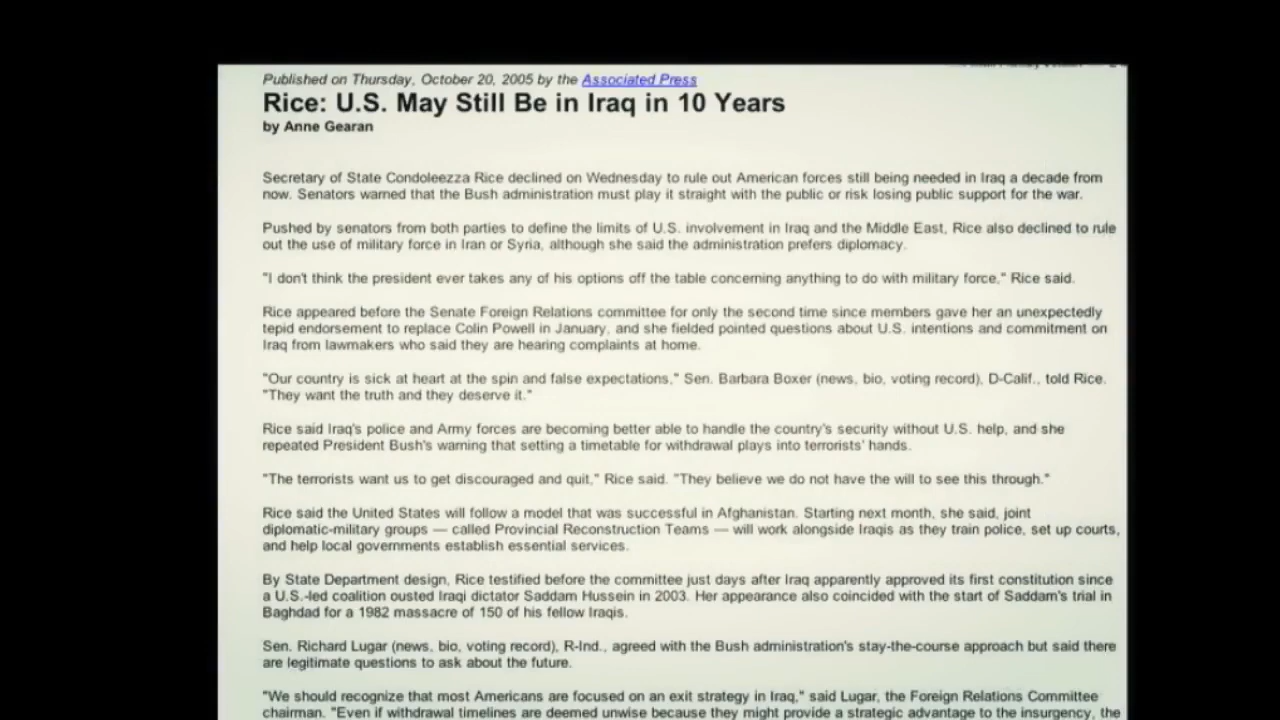 Published on Thursday, October 20, 2005 by the Associated Press
Rice: U.S. May Still Be in Iraq in 10 Years
by Anne Gearan
Secretary of State Condoleezza Rice declined on Wednesday to rule out American forces still being needed in Iraq a decade from
now. Senators warned that the Bush administration must play it straight with the public or risk losing public support for the war.
Pushed by senators from both parties to define the limits of U.S. involvement in Iraq and the Middle East, Rice also declined to rule
out the use of military force in Iran or Syria, although she said the administration prefers diplomacy.
"I don't think the president ever takes any of his options off the table concerning anything to do with military force," Rice said.
Rice appeared before the Senate Foreign Relations committee for only the second time since members gave her an unexpectedly
tepid endorsement to replace Colin Powell in January, and she fielded pointed questions about U.S. intentions and commitment on
Iraq from lawmakers who said they are hearing complaints at home.
"Our country is sick at heart at the spin and false expectations," Sen. Barbara Boxer (news, bio, voting record), D-Calif., told Rice.
"They want the truth and they deserve it."
Rice said Iraq's police and Army forces are becoming better able to handle the country's security without U.S. help, and she
repeated President Bush's warning that setting a timetable for withdrawal plays into terrorists' hands.
"The terrorists want us to get discouraged and quit," Rice said. "They believe we do not have the will to see this through."
Rice said the United States will follow a model that was successful in Afghanistan. Starting next month, she said, joint
diplomatic-military groups — called Provincial Reconstruction Teams — will work alongside Iraqis as they train police, set up courts,
and help local governments establish essential services.
By State Department design, Rice testified before the committee just days after Iraq apparently approved its first constitution since
a U.S.-led coalition ousted Iraqi dictator Saddam Hussein in 2003. Her appearance also coincided with the start of Saddam's trial in
Baghdad for a 1982 massacre of 150 of his fellow Iraqis.
Sen. Richard Lugar (news, bio, voting record), R-Ind., agreed with the Bush administration's stay-the-course approach but said there
are legitimate questions to ask about the future.
"We should recognize that most Americans are focused on an exit strategy in Iraq," said Lugar, the Foreign Relations Committee
chairman. "Even if withdrawal timelines are deemed unwise because they might provide a strategic advantage to the insurgency, the